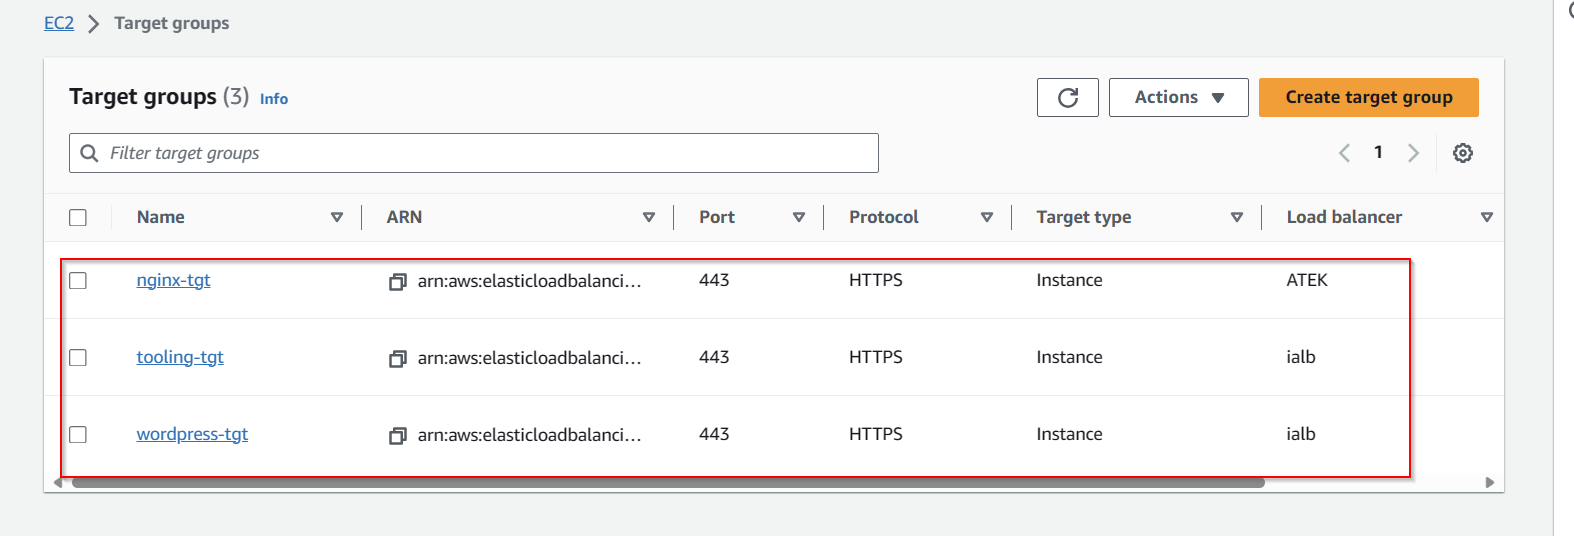 EC2 > Target groups
Target groups (3) Info
Actions
Create target group
Filter target groups
1
Name ARN Port Protocol Target type Load balancer
nginx-tgt arn:aws:elasticloadbalanci... 443 HTTPS Instance ATEK
tooling-tgt arn:aws:elasticloadbalanci... 443 HTTPS Instance ialb
wordpress-tgt arn:aws:elasticloadbalanci... 443 HTTPS Instance ialb